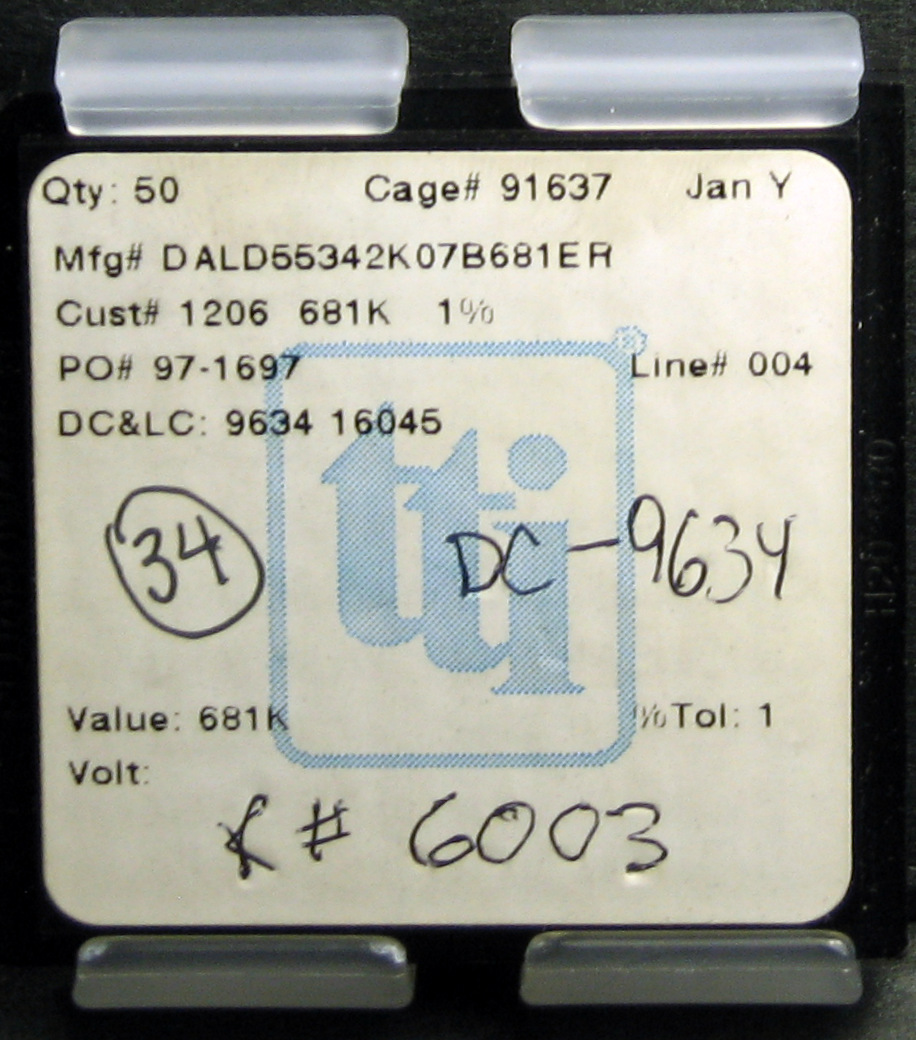 Qty: 50 Cage# 91637 Jan Y
Mfg# DALD55342K07B681ER
Cust# 1206 681K 1%
PO# 97-1697 Line# 004
DC&LC: 9634 16045
tti
34 DC-9634
Value: 681K %Tol: 1
Volt:
K# 6003